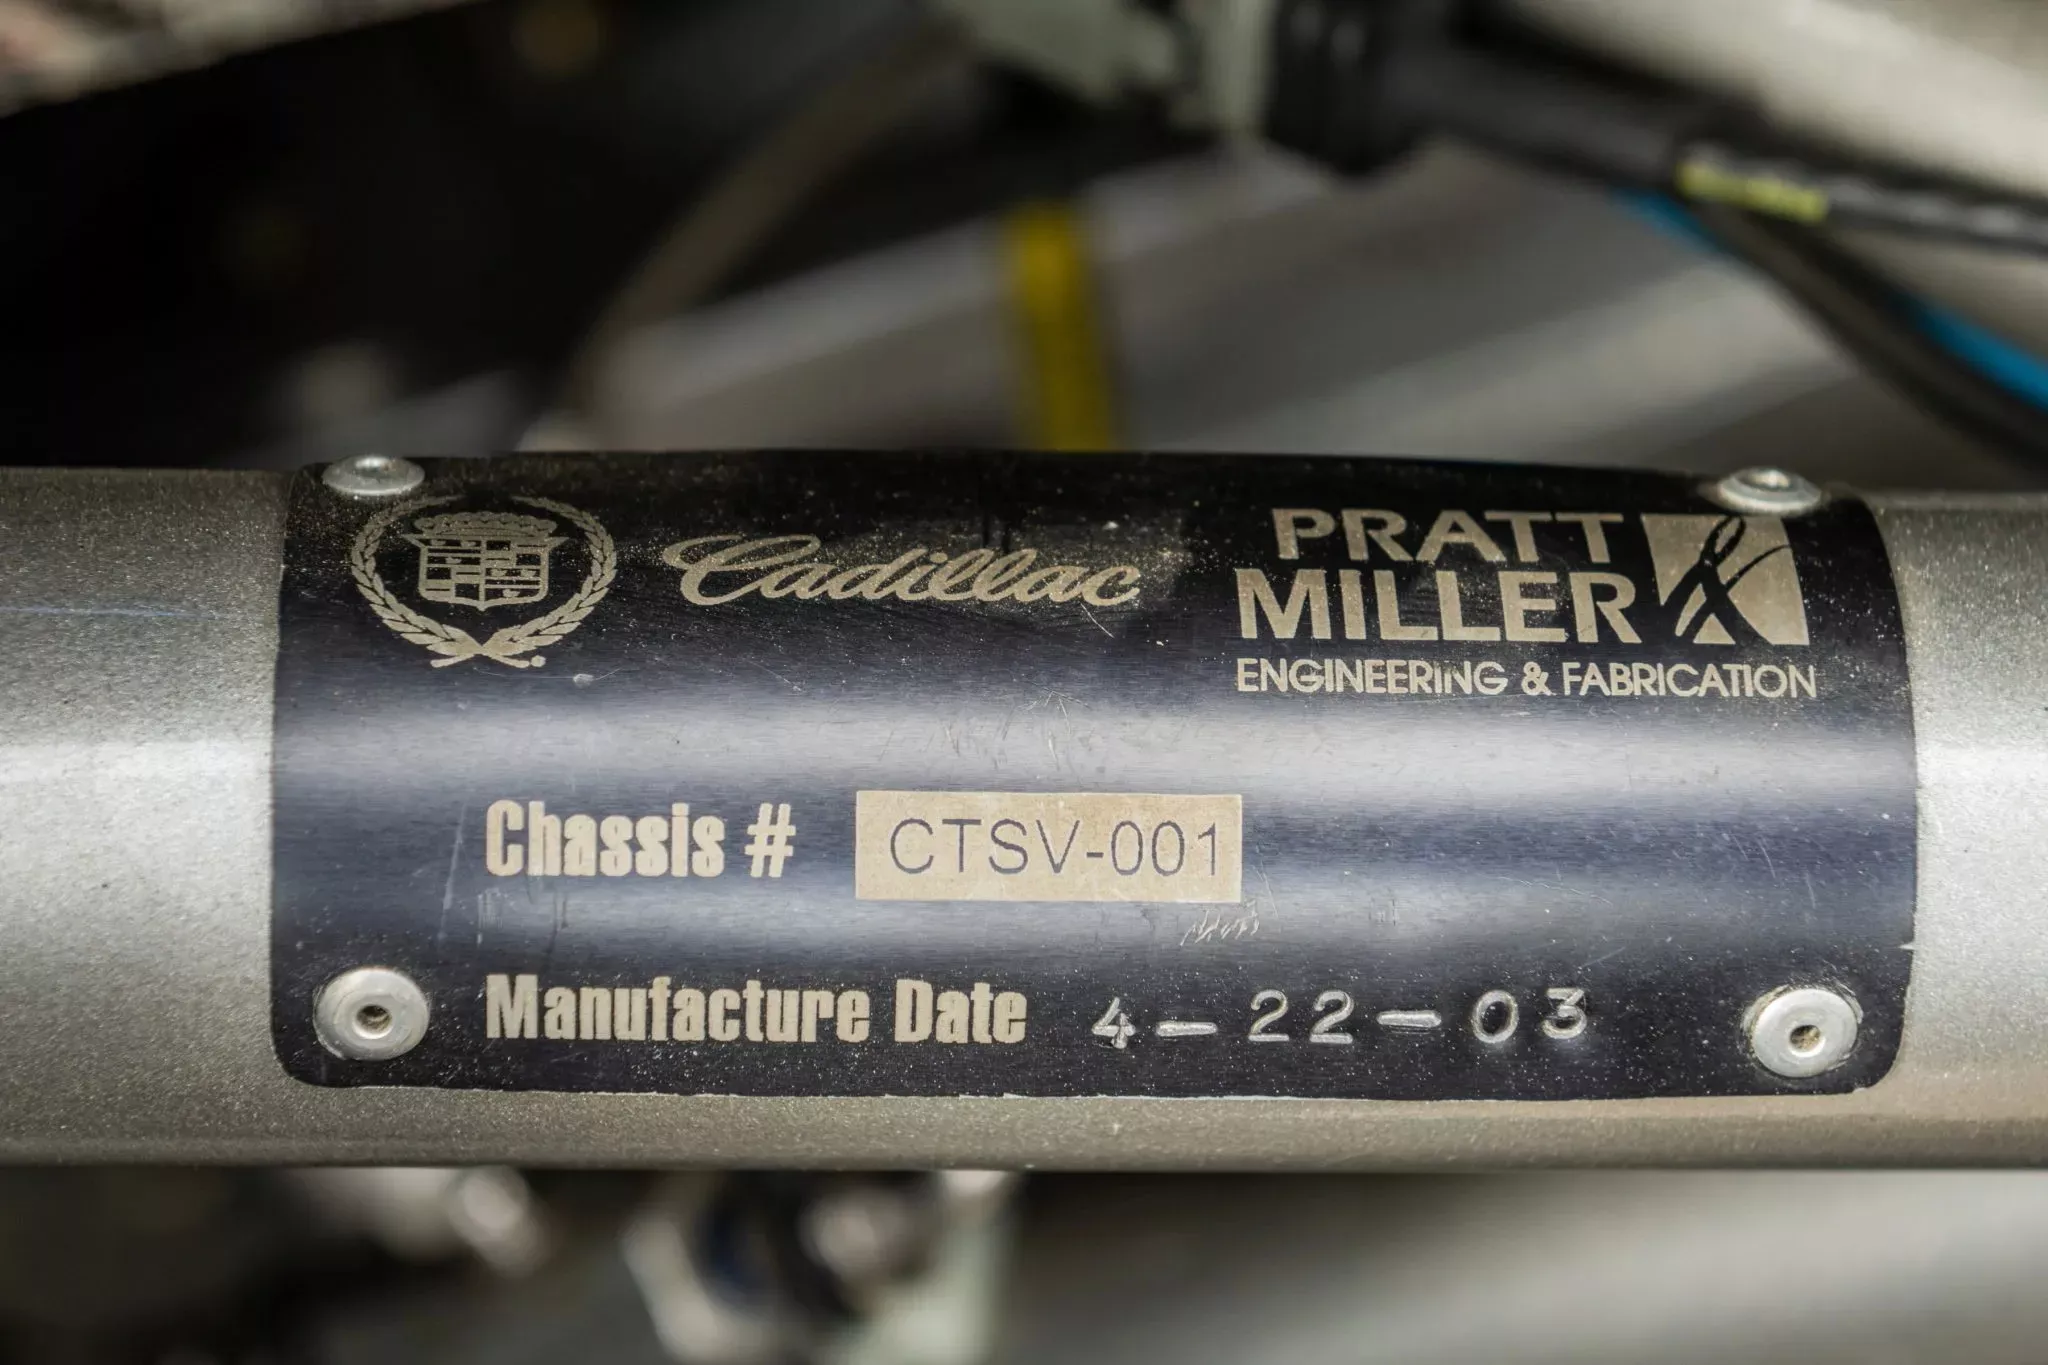 Cadillac
PRATT
MILLER
ENGINEERING & FABRICATION
Chassis # CTSV-001
Manufacture Date 4-22-03